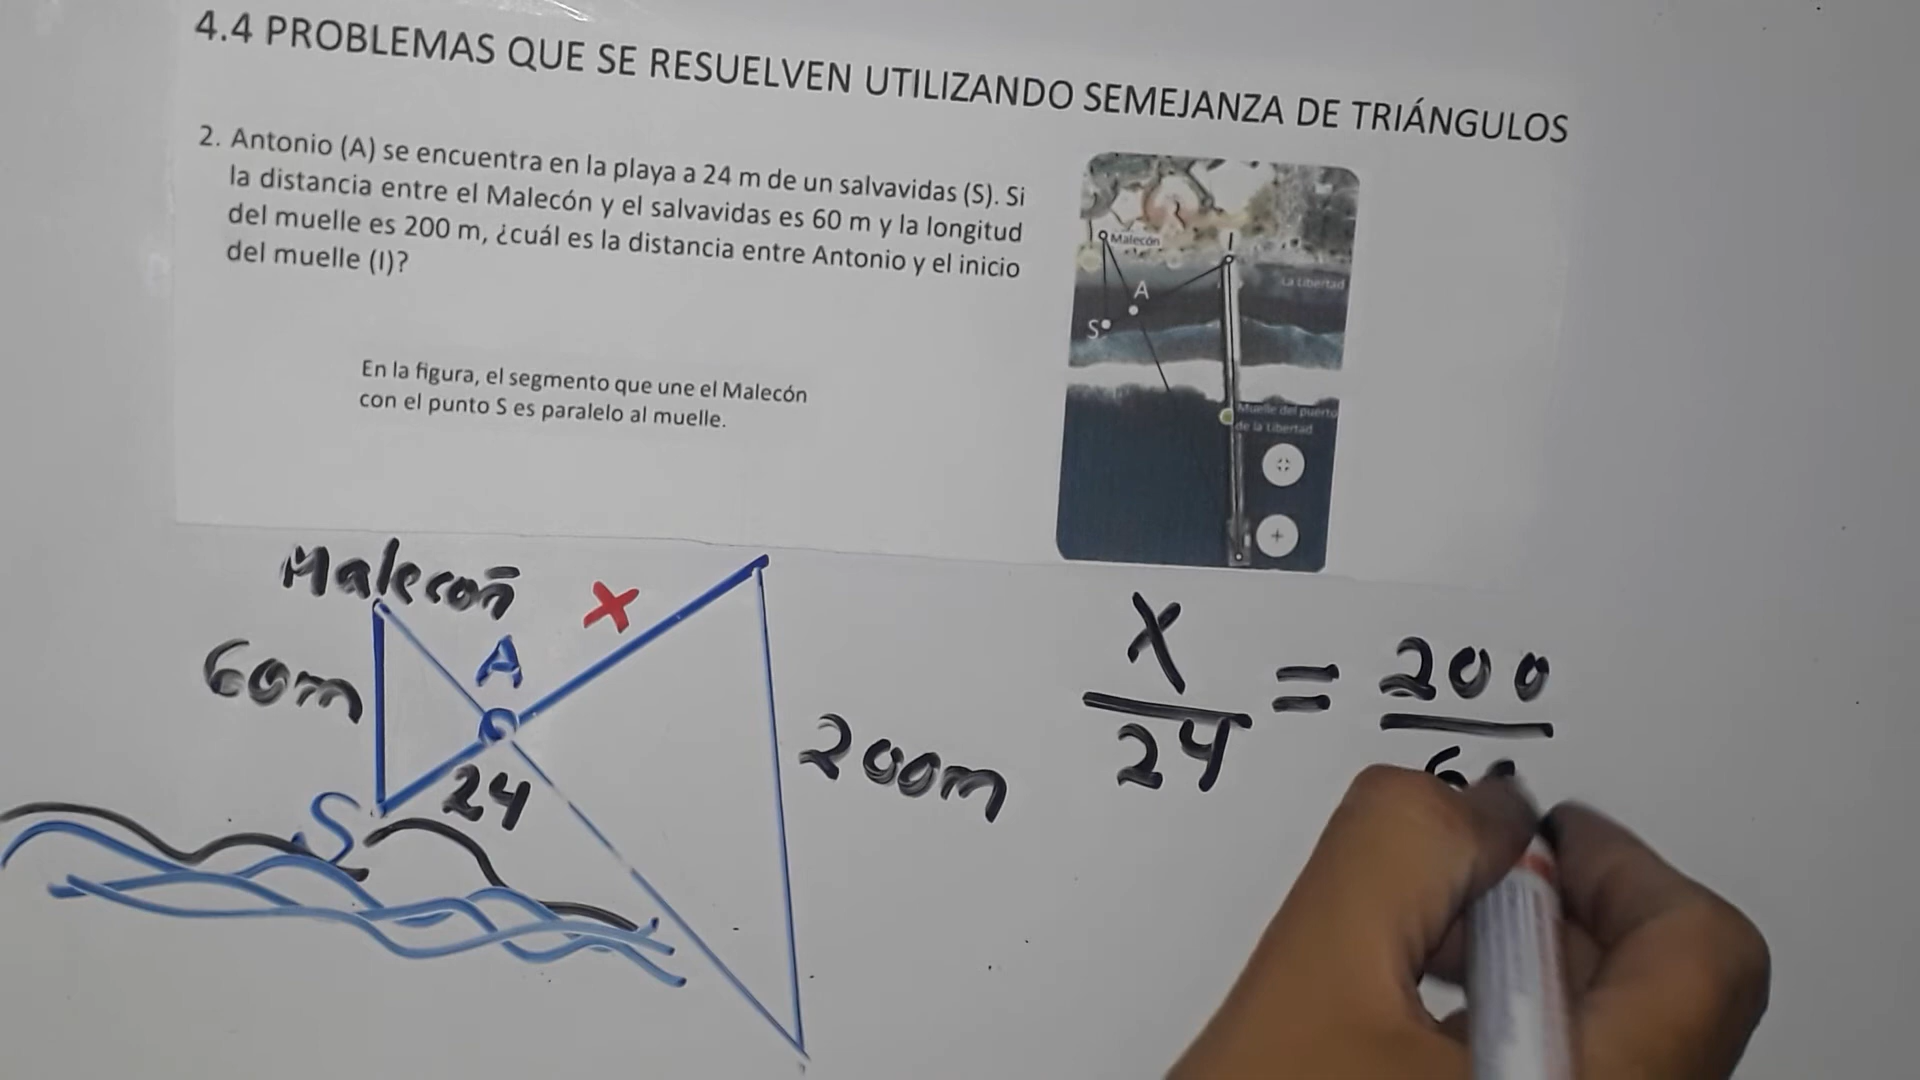 4.4 PROBLEMAS QUE SE RESUELVEN UTILIZANDO SEMEJANZA DE TRIÁNGULOS
2. Antonio (A) se encuentra en la playa a 24 m de un salvavidas (S). Si
la distancia entre el Malecón y el salvavidas es 60 m y la longitud
del muelle es 200 m, ¿cuál es la distancia entre Antonio y el inicio
del muelle (I)?
En la figura, el segmento que une el Malecón
con el punto S es paralelo al muelle.
Malecón
I
La Libertad
A
S
Muelle del puerto
de la Libertad
+
Malecón
X
A
60m
200m
24
S
X
24
=
200